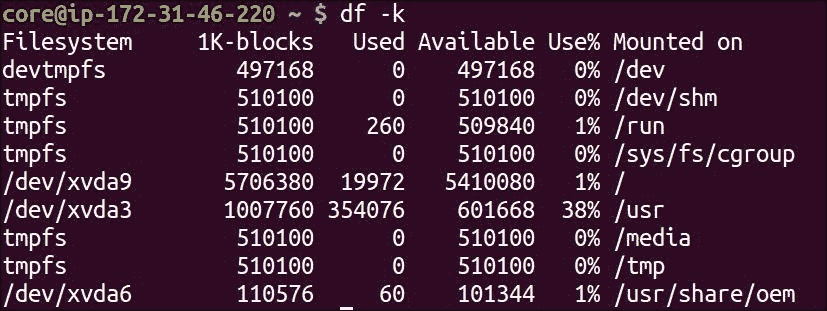 core@ip-172-31-46-220 ~ $ df -k
Filesystem 1K-blocks Used Available Use% Mounted on
devtmpfs 497168 0 497168 0% /dev
tmpfs 510100 0 510100 0% /dev/shm
tmpfs 510100 260 509840 1% /run
tmpfs 510100 0 510100 0% /sys/fs/cgroup
/dev/xvda9 5706380 19972 5410080 1% /
/dev/xvda3 1007760 354076 601668 38% /usr
tmpfs 510100 0 510100 0% /media
tmpfs 510100 0 510100 0% /tmp
/dev/xvda6 110576 60 101344 1% /usr/share/oem